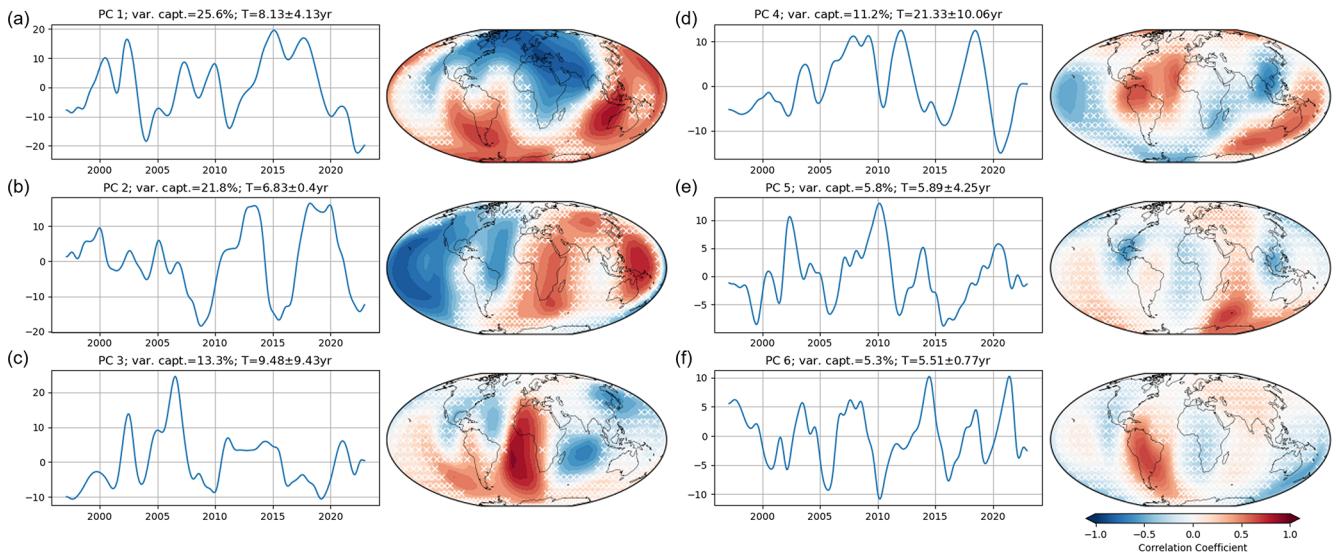 (a)
PC 1; var. capt.=25.6%; T=8.13±4.13yr
20
10
0
−10
−20
2000 2005 2010 2015 2020
(b)
PC 2; var. capt.=21.8%; T=6.83±0.4yr
10
0
−10
−20
2000 2005 2010 2015 2020
(c)
PC 3; var. capt.=13.3%; T=9.48±9.43yr
20
10
0
−10
2000 2005 2010 2015 2020
(d)
PC 4; var. capt.=11.2%; T=21.33±10.06yr
10
0
−10
2000 2005 2010 2015 2020
(e)
PC 5; var. capt.=5.8%; T=5.89±4.25yr
10
5
0
−5
2000 2005 2010 2015 2020
(f)
PC 6; var. capt.=5.3%; T=5.51±0.77yr
10
5
0
−5
−10
2000 2005 2010 2015 2020
−1.0 −0.5 0.0 0.5 1.0
Correlation Coefficient